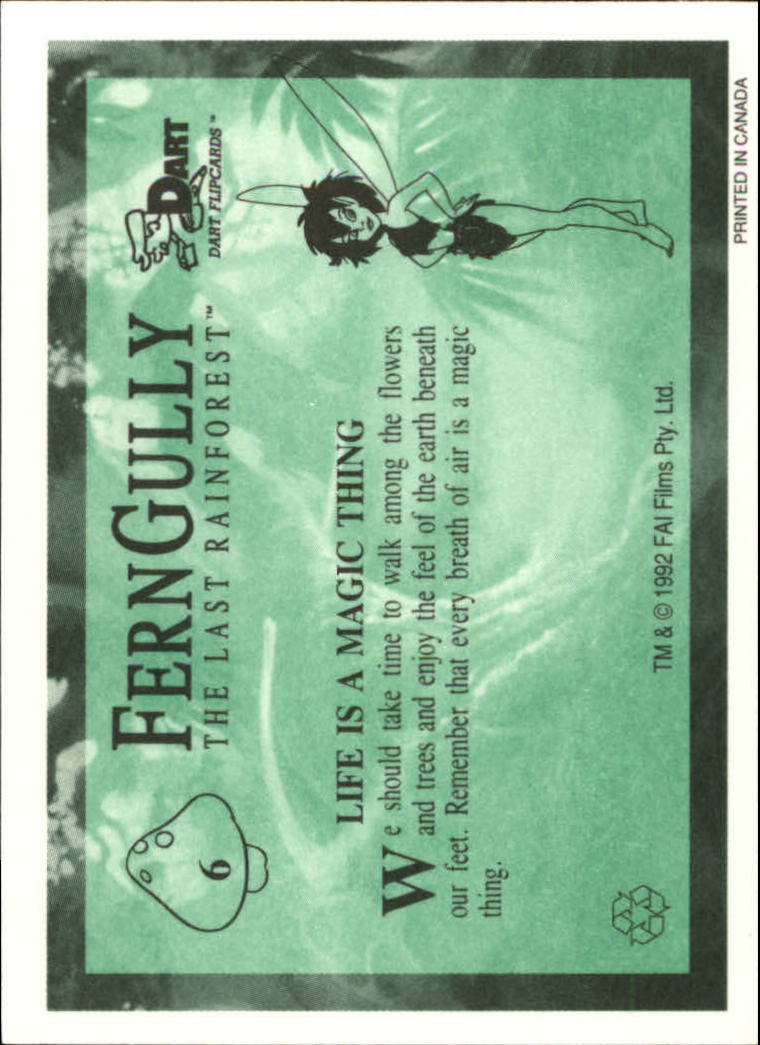 6
FERNGULLY
THE LAST RAINFOREST™
DART
DART FLIPCARDS™
LIFE IS A MAGIC THING
We should take time to walk among the flowers
and trees and enjoy the feel of the earth beneath
our feet. Remember that every breath of air is a magic
thing.
TM & © 1992 FAI Films Pty. Ltd.
PRINTED IN CANADA